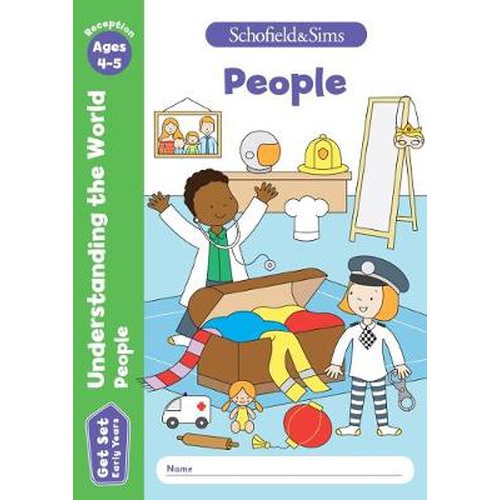 Reception
Ages
4–5
Schofield&Sims
People
Understanding the World
People
Get Set
Early Years
Name